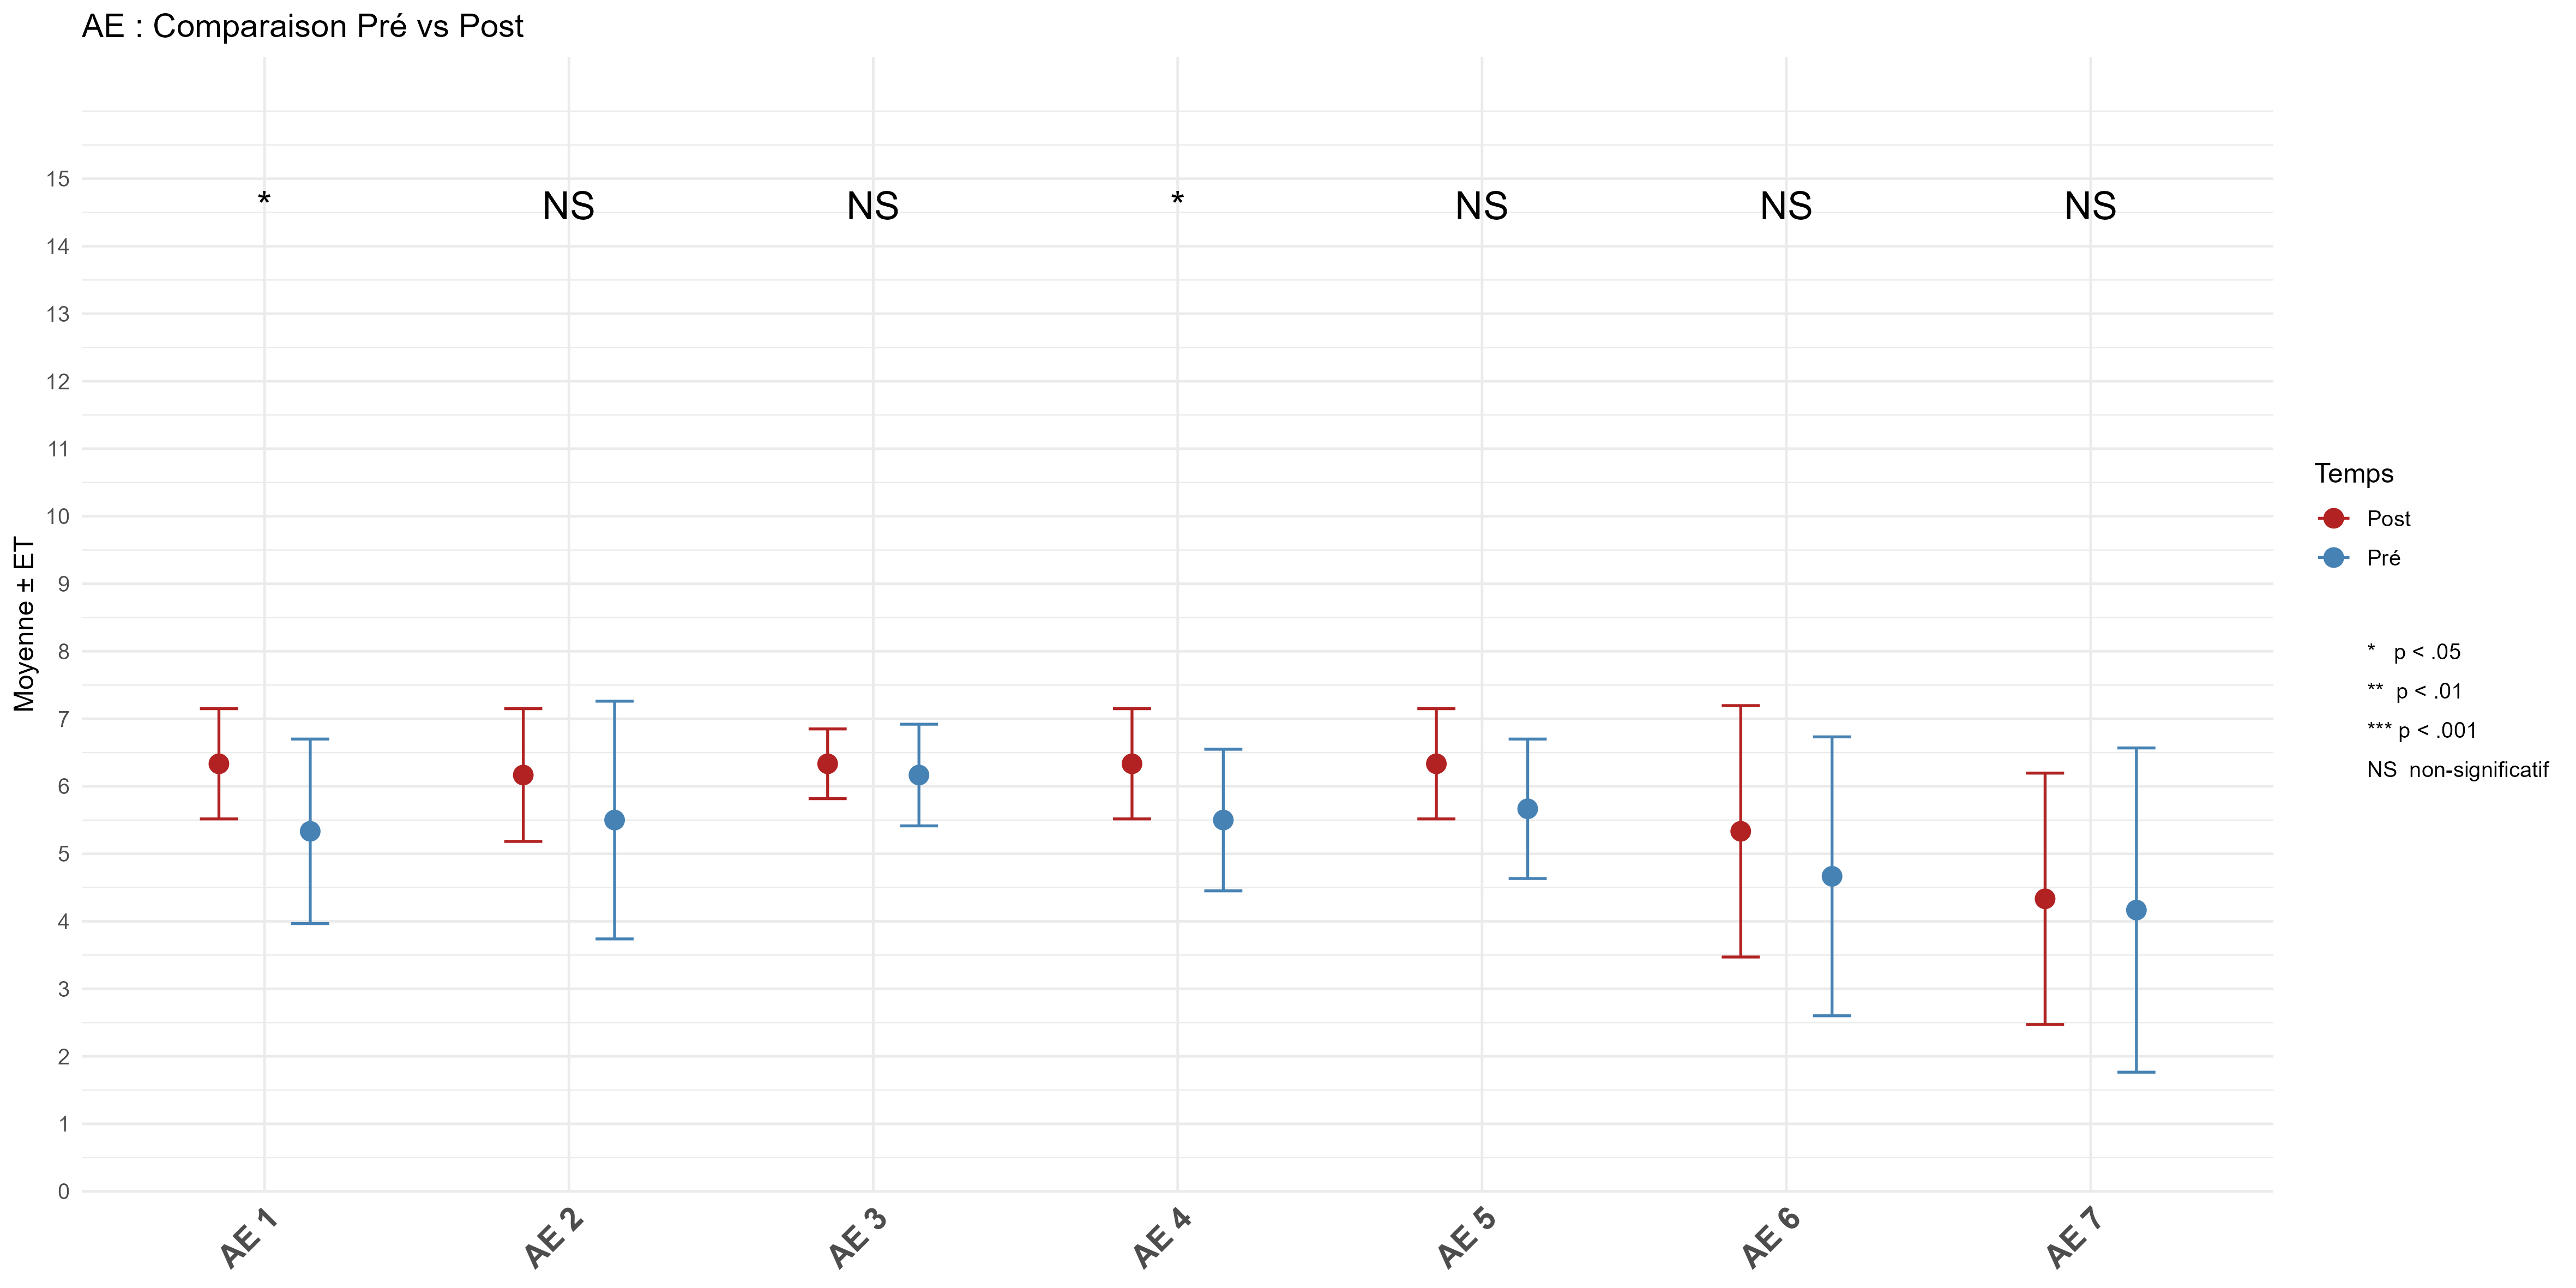 AE : Comparaison Pré vs Post
Moyenne ± ET
15
14
13
12
11
10
9
8
7
6
5
4
3
2
1
0
* NS NS * NS NS NS
AE 1 AE 2 AE 3 AE 4 AE 5 AE 6 AE 7
Temps
Post
Pré
* p < .05
** p < .01
*** p < .001
NS non-significatif